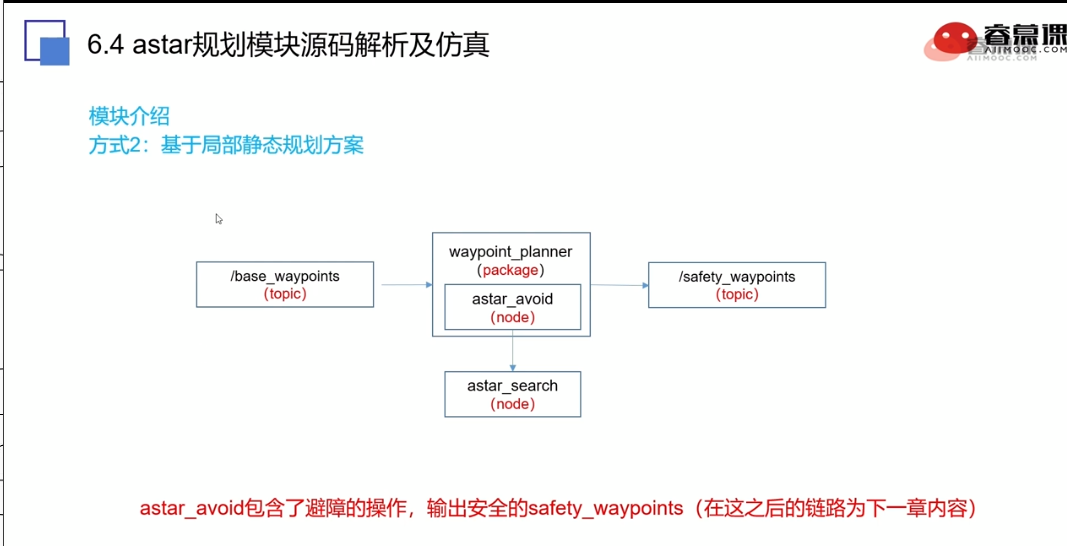 6.4 astar规划模块源码解析及仿真
睿慕课
AIIMOOC.COM
AIIMOOC.COM
模块介绍
方式2：基于局部静态规划方案
/base_waypoints
(topic)
waypoint_planner
(package)
astar_avoid
(node)
/safety_waypoints
(topic)
astar_search
(node)
astar_avoid包含了避障的操作，输出安全的safety_waypoints（在这之后的链路为下一章内容）